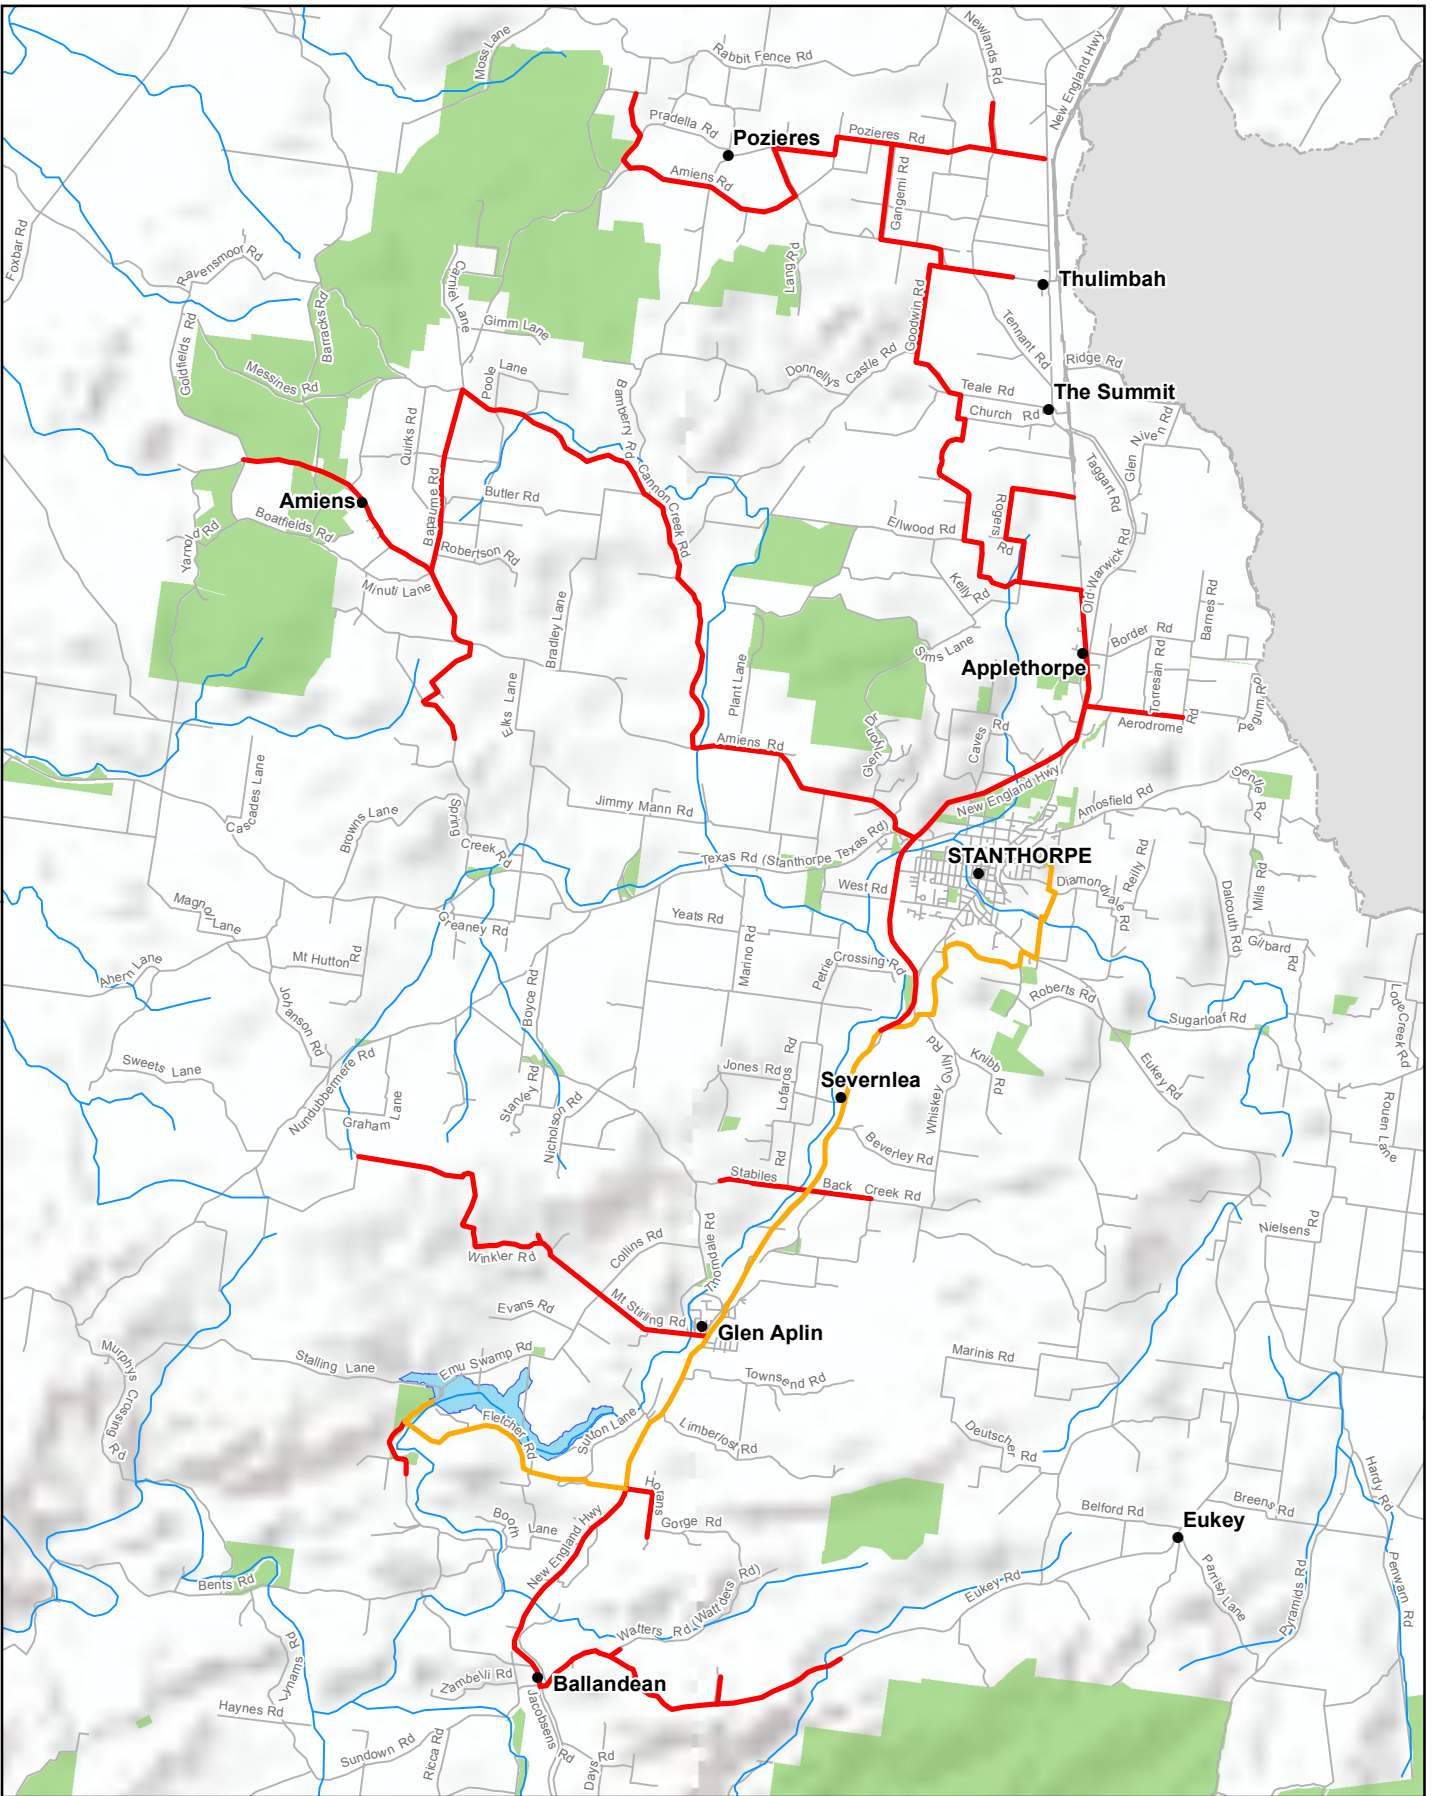 Newlands Rd
New England Hwy
Moss Lane
Rabbit Fence Rd
Pradella Rd
Pozieres
Pozieres Rd
Amiens Rd
Gangemi Rd
Foxbar Rd
Ravensmoor Rd
Lang Rd
Thulimbah
Carniel Lane
Barracks Rd
Goldfields Rd
Gimm Lane
Goodwin Rd
Tennant Rd
Ridge Rd
Donnellys Castle Rd
Poole Lane
Messines Rd
Bamberry Rd
Teale Rd
The Summit
Church Rd
Quirks Rd
Glen Niven Rd
Taggart Rd
Bapaume Rd
Cannon Creek Rd
Butler Rd
Amiens
Rogers Rd
Boatfields Rd
Ellwood Rd
Yarnold Rd
Robertson Rd
Old Warwick Rd
Minuti Lane
Kelly Rd
Barnes Rd
Bradley Lane
Border Rd
Sims Lane
Applethorpe
Torresan Rd
Plant Lane
Elks Lane
Pegum Rd
Aerodrome Rd
Amiens Rd
Glen Lyon Dr
Caves Rd
New England Hwy
Gentle Rd
Cascades Lane
Amosfield Rd
Jimmy Mann Rd
Browns Lane
Spring Creek Rd
Texas Rd (Stanthorpe Texas Rd)
STANTHORPE
Reilly Rd
West Rd
Diamondvale Rd
Mills Rd
Dalcouth Rd
Magnol Lane
Yeats Rd
Greaney Rd
Gilbard Rd
Mt Hutton Rd
Marino Rd
Petrie Crossing Rd
Ahern Lane
Roberts Rd
Boyce Rd
Johanson Rd
Lode Creek Rd
Sugarloaf Rd
Sweets Lane
Nundubbermere Rd
Jones Rd
Lofaros Rd
Knibb Rd
Eukey Rd
Severnlea
Whiskey Gully Rd
Graham Lane
Starvey Rd
Nicholson Rd
Rouen Lane
Beverley Rd
Stabiles Rd
Back Creek Rd
Nielsens Rd
Thorndale Rd
Collins Rd
Winkler Rd
Evans Rd
Mt Stirling Rd
Glen Aplin
Murphys Crossing Rd
Stalling Lane
Emu Swamp Rd
Marinis Rd
Townsend Rd
Fletcher Rd
Sutton Lane
Limberlost Rd
Deutscher Rd
Hardy Rd
Horans Gorge Rd
Booth Lane
New England Hwy
Belford Rd
Breens Rd
Eukey
Bents Rd
Parrish Lane
Penwarn Rd
Eukey Rd
Pyramids Rd
Watters Rd (Watders Rd)
Lynams Rd
Zambelli Rd
Ballandean
Haynes Rd
Jacobsens Rd
Sundown Rd
Ricca Rd
Days Rd